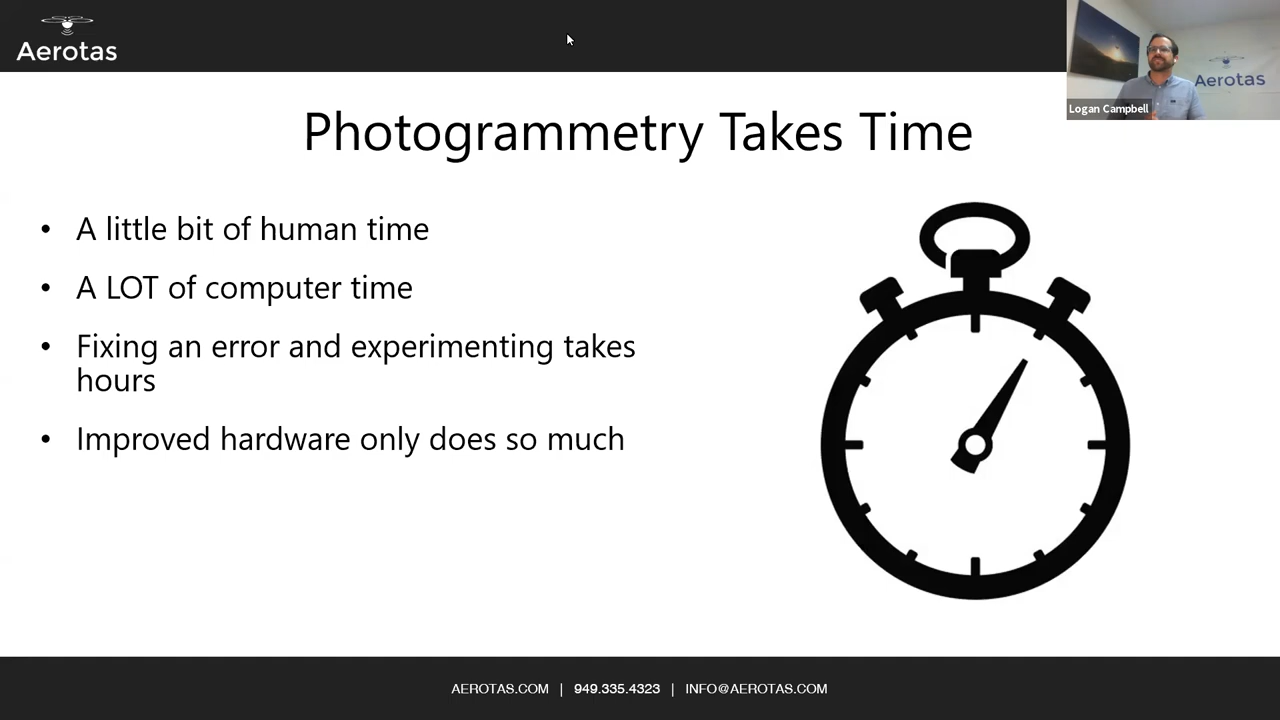 Aerotas
Aerotas
Logan Campbell
Photogrammetry Takes Time
• A little bit of human time
• A LOT of computer time
• Fixing an error and experimenting takes
hours
• Improved hardware only does so much
AEROTAS.COM | 949.335.4323 | INFO@AEROTAS.COM